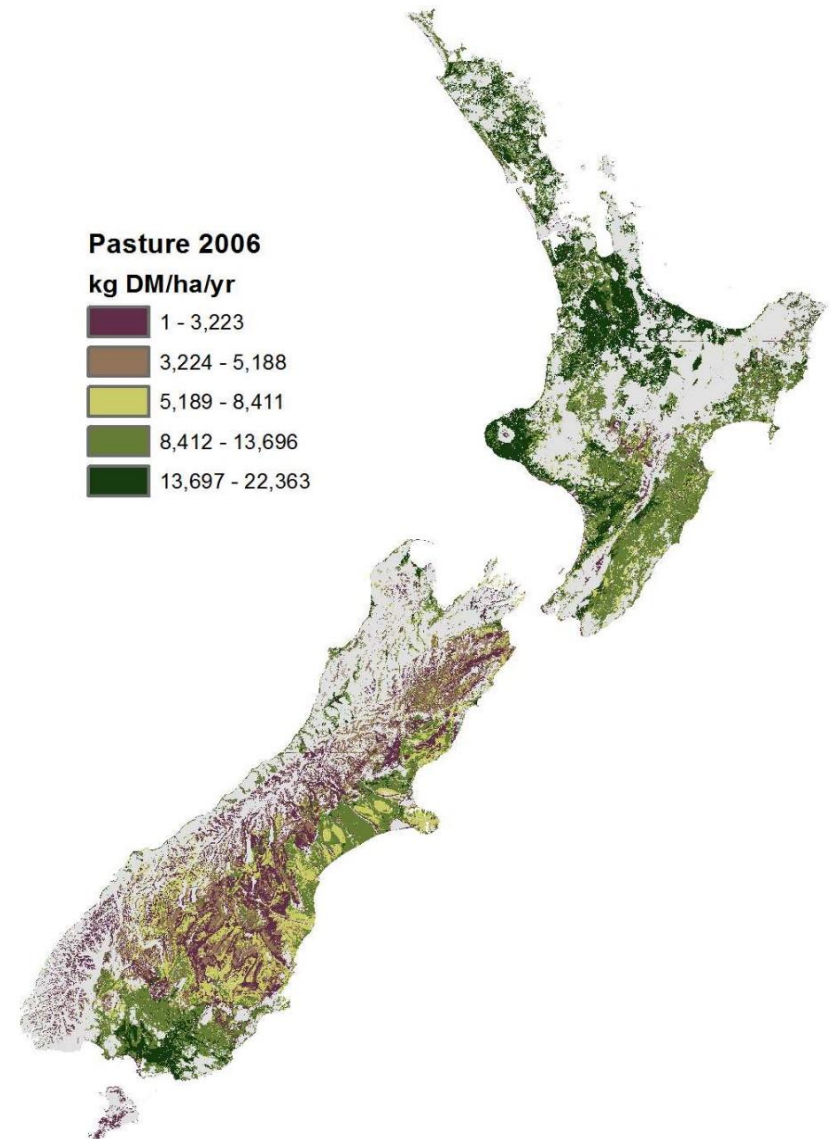 Pasture 2006
kg DM/ha/yr
1 - 3,223
3,224 - 5,188
5,189 - 8,411
8,412 - 13,696
13,697 - 22,363